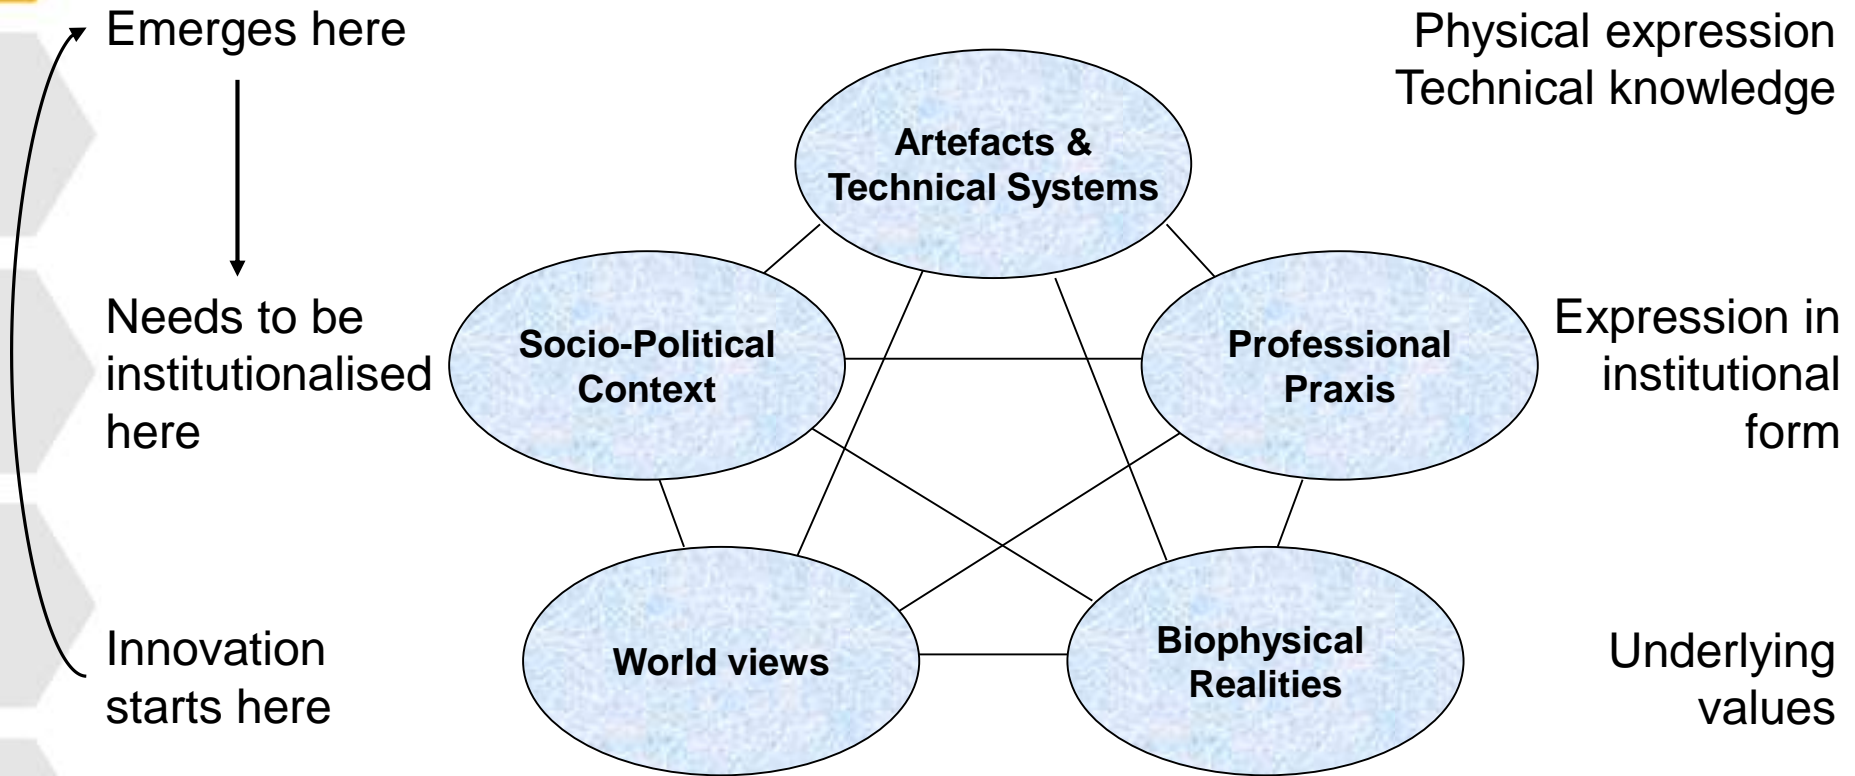 Emerges here
Physical expression
Technical knowledge
Artefacts &
Technical Systems
Needs to be
institutionalised
here
Socio-Political
Context
Professional
Praxis
Expression in
institutional
form
Innovation
starts here
World views
Biophysical
Realities
Underlying
values